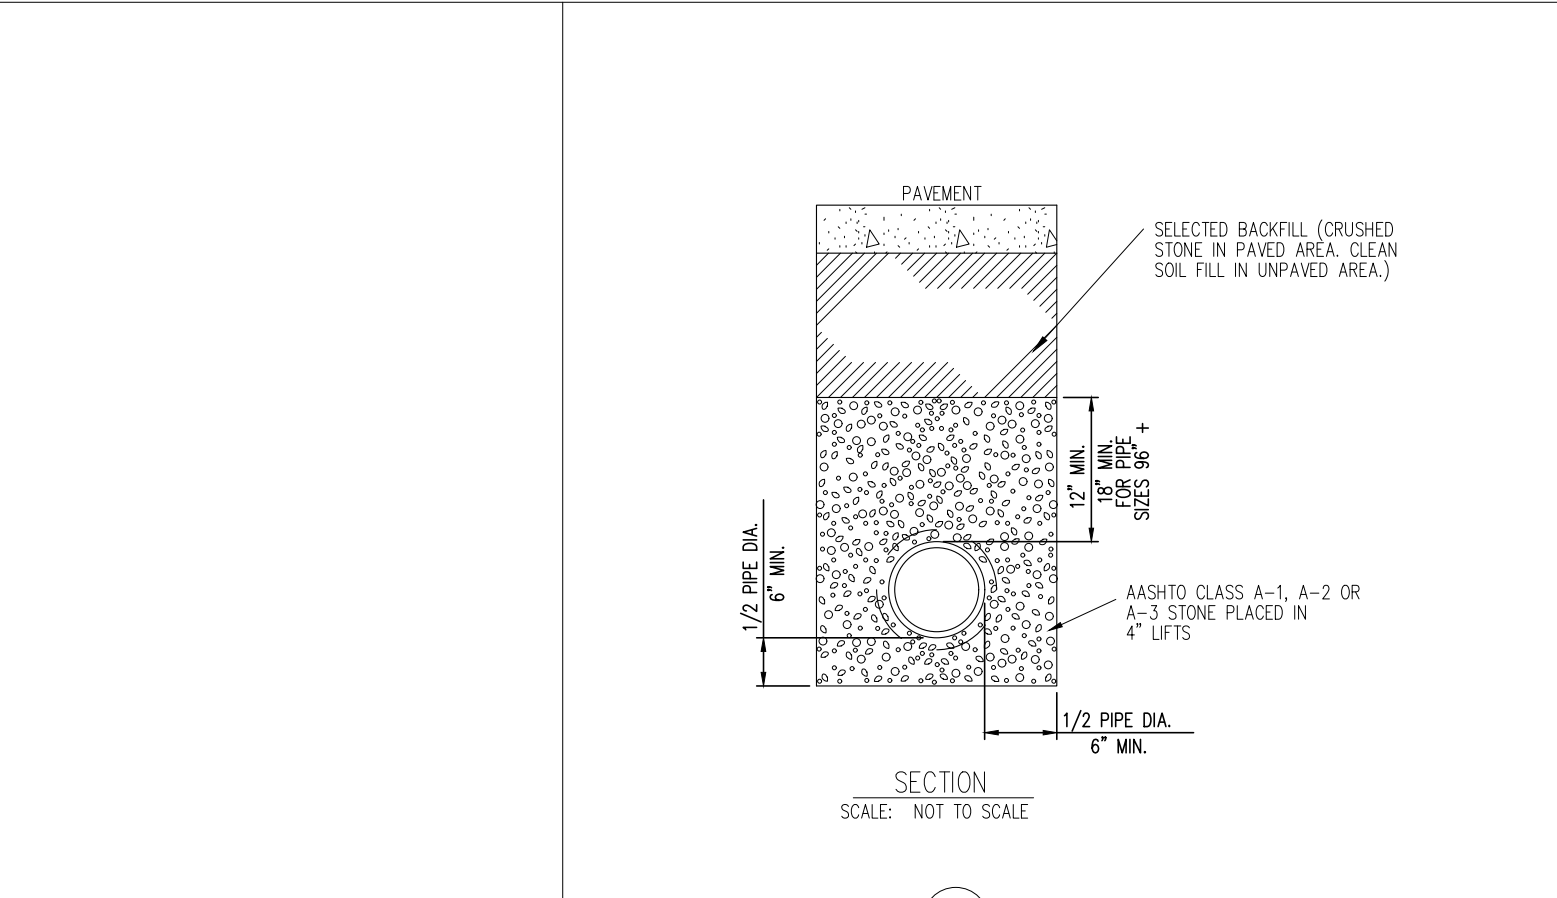 PAVEMENT
SELECTED BACKFILL (CRUSHED
STONE IN PAVED AREA. CLEAN
SOIL FILL IN UNPAVED AREA.)
12" MIN.
18" MIN.
FOR PIPE
SIZES 96" +
1/2 PIPE DIA.
6" MIN.
AASHTO CLASS A-1, A-2 OR
A-3 STONE PLACED IN
4" LIFTS
1/2 PIPE DIA.
6" MIN.
SECTION
SCALE: NOT TO SCALE